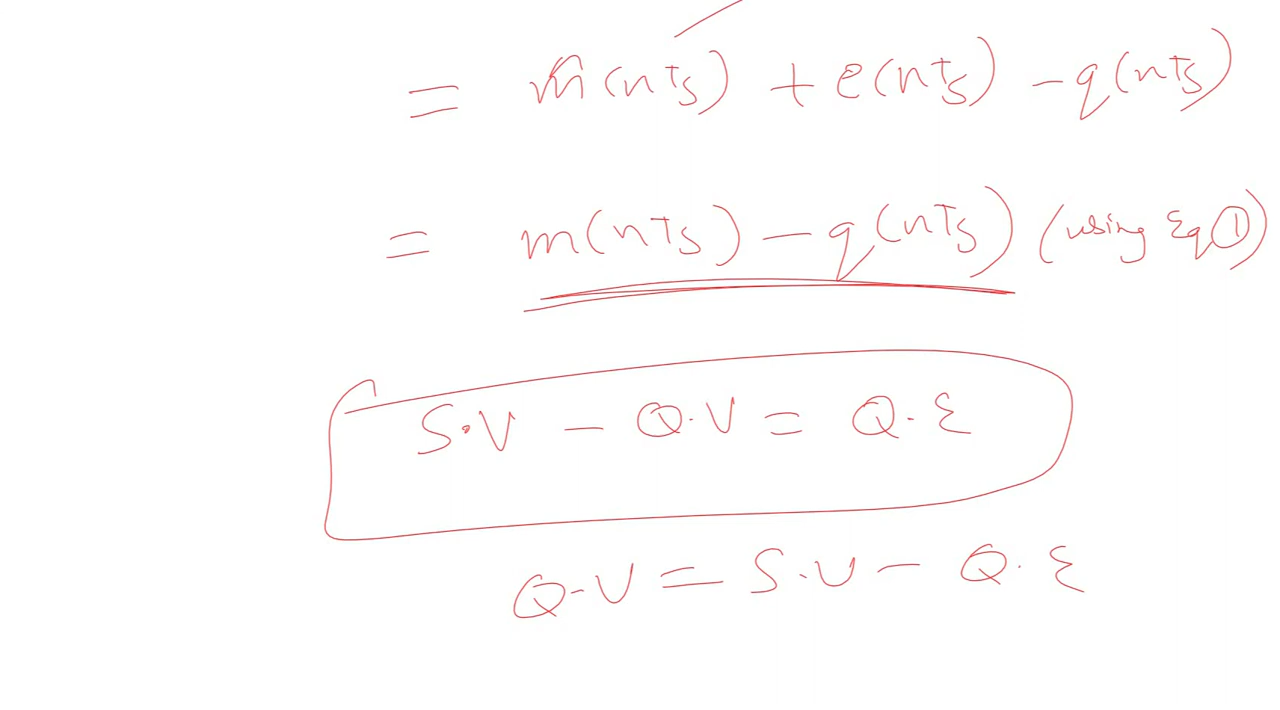 = m̂(nTs) + e(nTs) - q(nTs)
= m(nTs) - q(nTs) (using Eq ①)
S.V - Q.V = Q.E
Q.V = S.V - Q.E